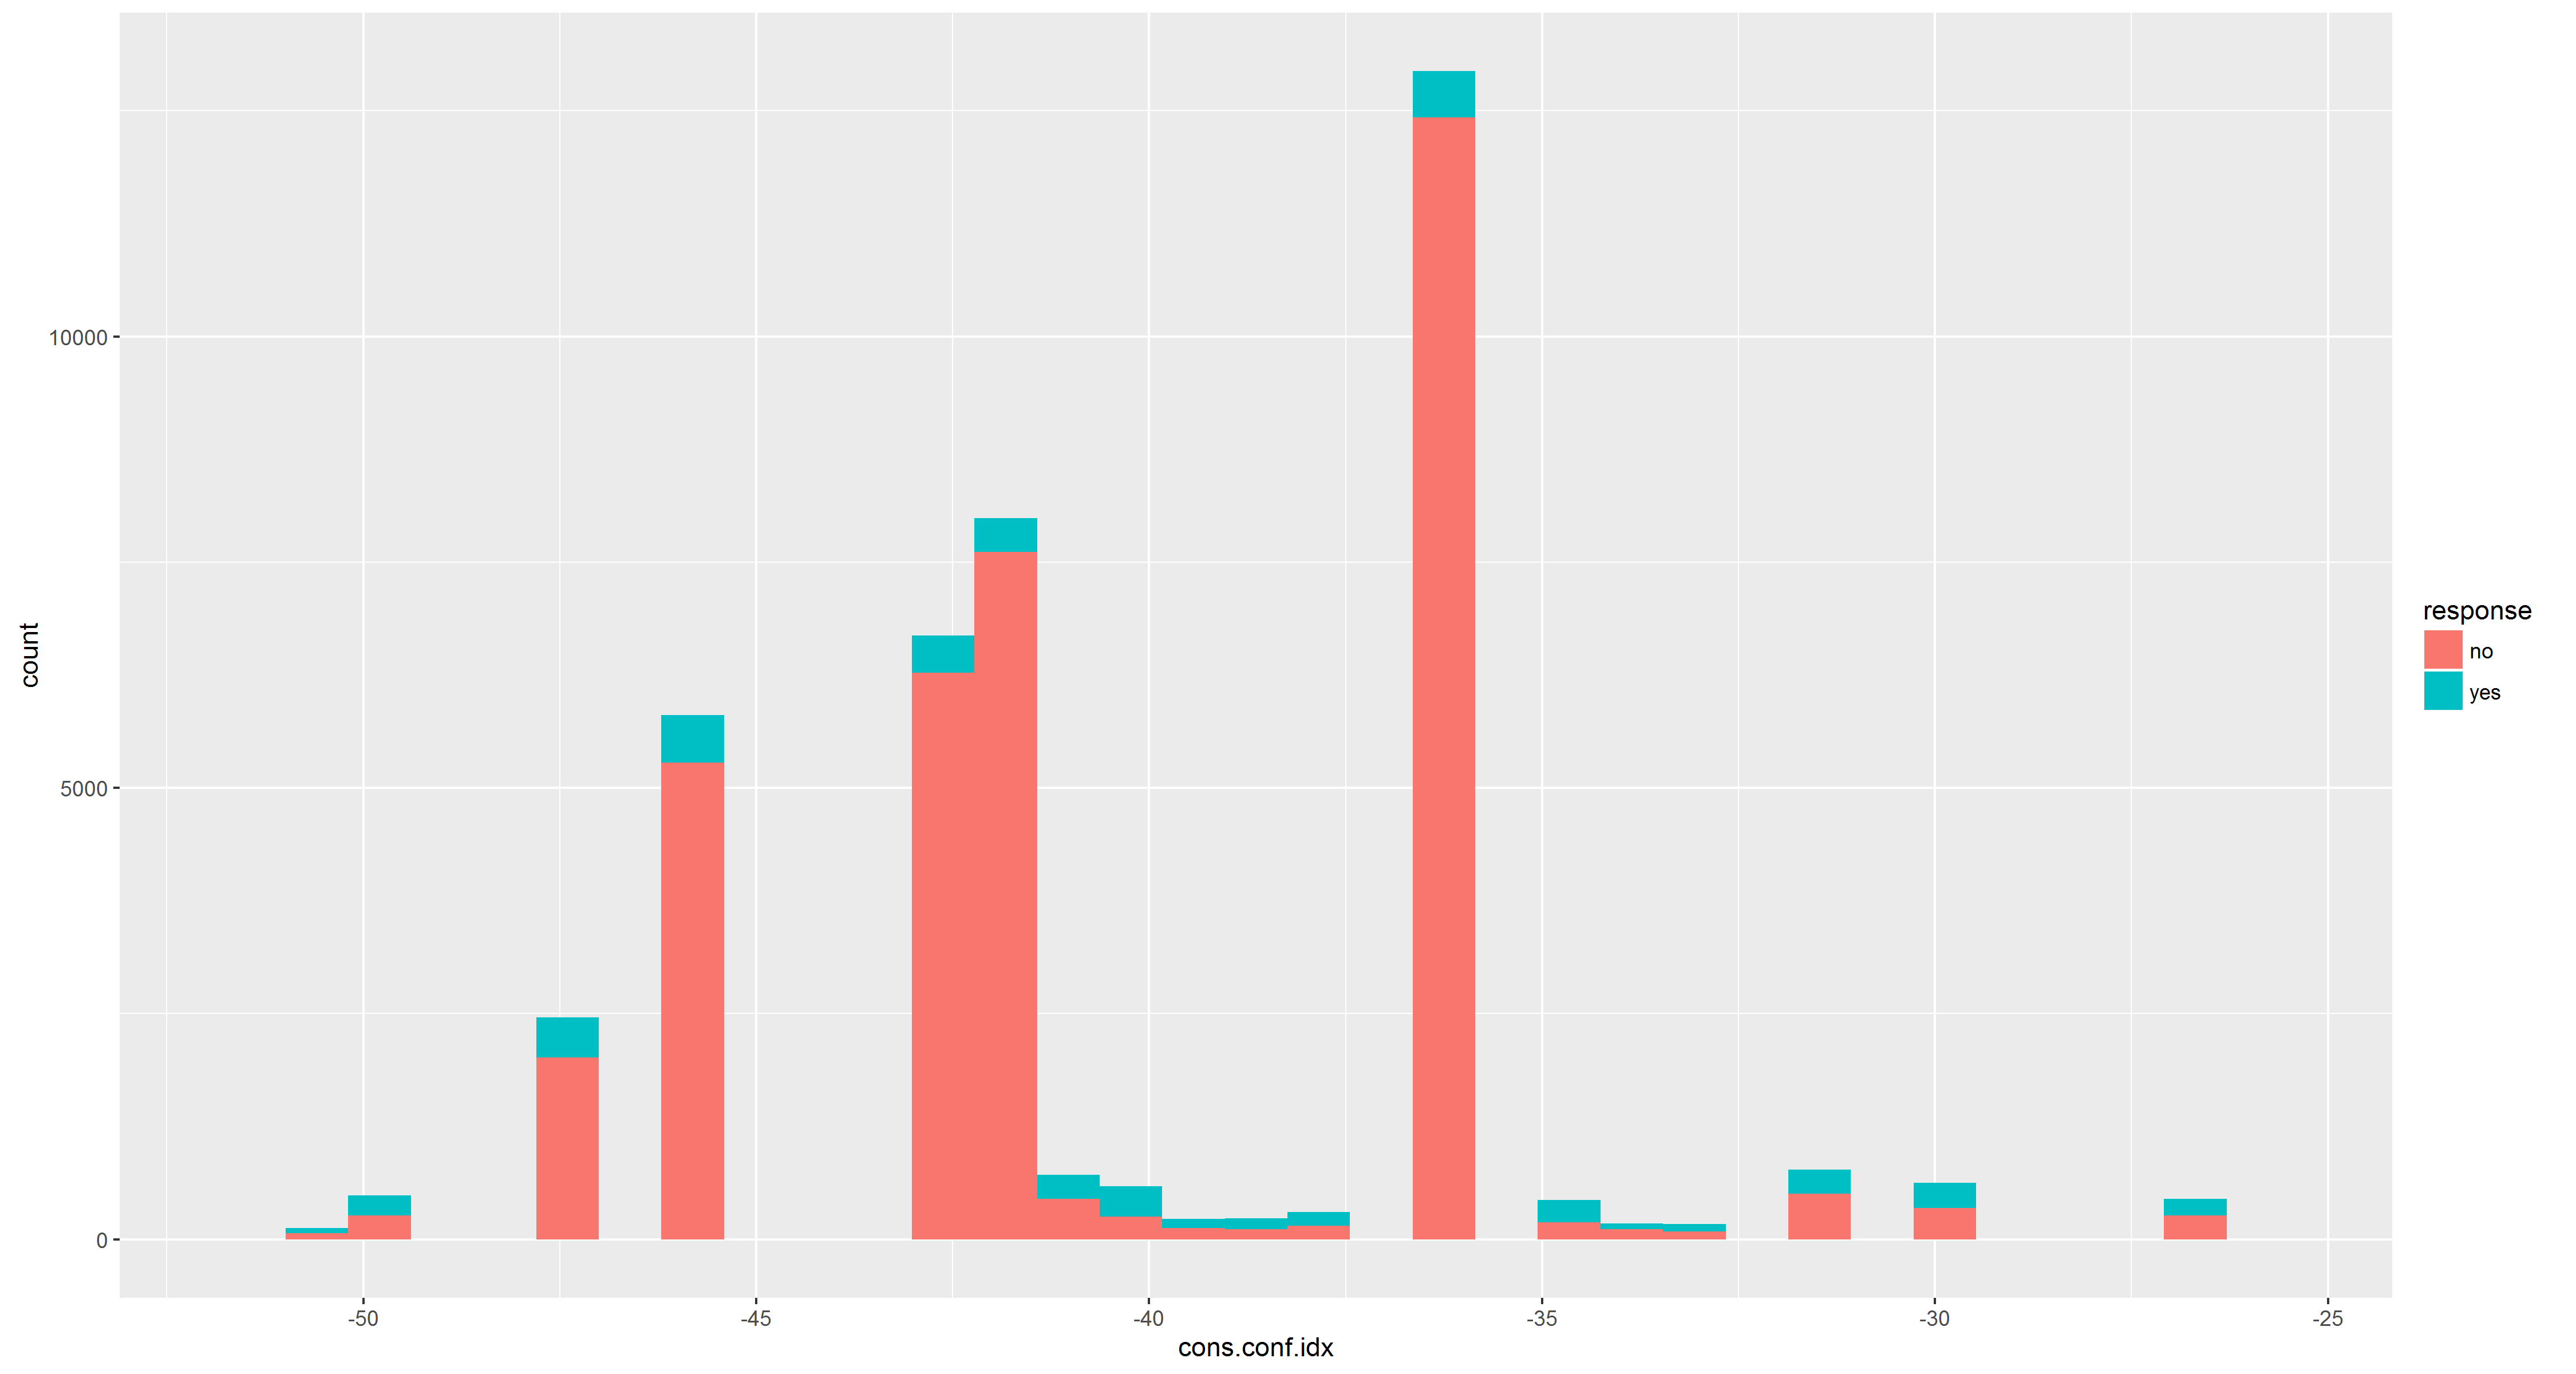 count
10000
5000
0
-50
-45
-40
-35
-30
-25
cons.conf.idx
response
no
yes